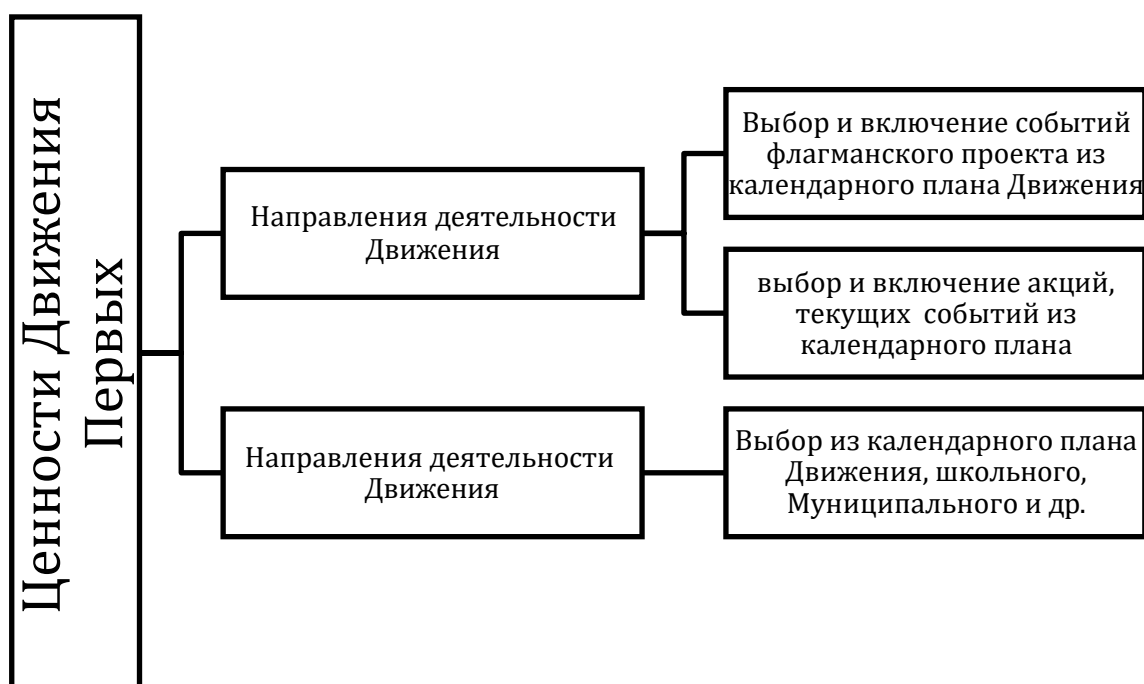 Ценности Движения
Первых
Направления деятельности
Движения
Выбор и включение событий
флагманского проекта из
календарного плана Движения
выбор и включение акций,
текущих событий из
календарного плана
Направления деятельности
Движения
Выбор из календарного плана
Движения, школьного,
Муниципального и др.